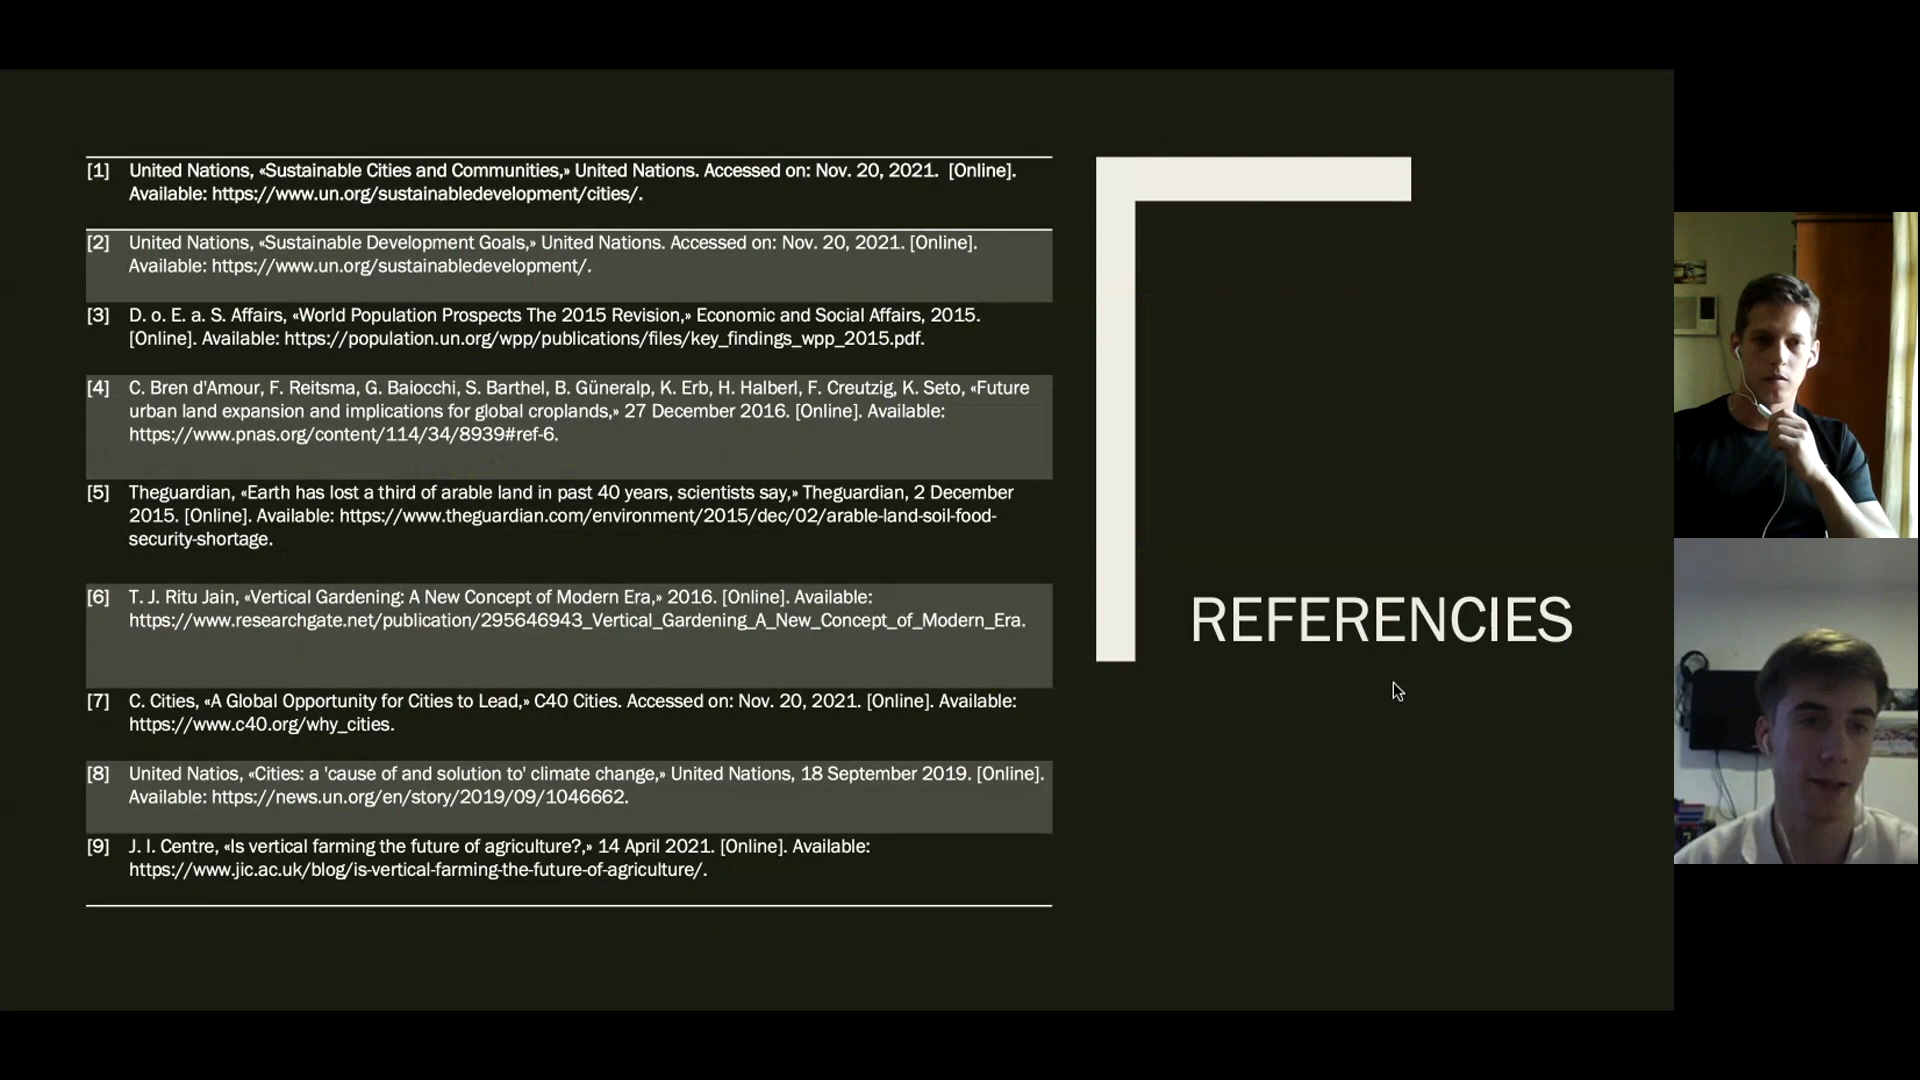 [1] United Nations, «Sustainable Cities and Communities,» United Nations. Accessed on: Nov. 20, 2021. [Online].
Available: https://www.un.org/sustainabledevelopment/cities/.
[2] United Nations, «Sustainable Development Goals,» United Nations. Accessed on: Nov. 20, 2021. [Online].
Available: https://www.un.org/sustainabledevelopment/.
[3] D. o. E. a. S. Affairs, «World Population Prospects The 2015 Revision,» Economic and Social Affairs, 2015.
[Online]. Available: https://population.un.org/wpp/publications/files/key_findings_wpp_2015.pdf.
[4] C. Bren d'Amour, F. Reitsma, G. Baiocchi, S. Barthel, B. Güneralp, K. Erb, H. Halberl, F. Creutzig, K. Seto, «Future
urban land expansion and implications for global croplands,» 27 December 2016. [Online]. Available:
https://www.pnas.org/content/114/34/8939#ref-6.
[5] Theguardian, «Earth has lost a third of arable land in past 40 years, scientists say,» Theguardian, 2 December
2015. [Online]. Available: https://www.theguardian.com/environment/2015/dec/02/arable-land-soil-food-
security-shortage.
[6] T. J. Ritu Jain, «Vertical Gardening: A New Concept of Modern Era,» 2016. [Online]. Available:
https://www.researchgate.net/publication/295646943_Vertical_Gardening_A_New_Concept_of_Modern_Era.
[7] C. Cities, «A Global Opportunity for Cities to Lead,» C40 Cities. Accessed on: Nov. 20, 2021. [Online]. Available:
https://www.c40.org/why_cities.
[8] United Natios, «Cities: a 'cause of and solution to' climate change,» United Nations, 18 September 2019. [Online].
Available: https://news.un.org/en/story/2019/09/1046662.
[9] J. I. Centre, «Is vertical farming the future of agriculture?,» 14 April 2021. [Online]. Available:
https://www.jic.ac.uk/blog/is-vertical-farming-the-future-of-agriculture/.
REFERENCIES